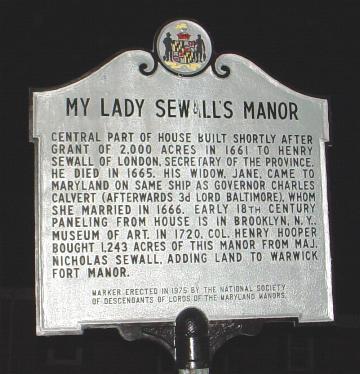 MY LADY SEWALL'S MANOR
CENTRAL PART OF HOUSE BUILT SHORTLY AFTER
GRANT OF 2,000 ACRES IN 1661 TO HENRY
SEWALL OF LONDON, SECRETARY OF THE PROVINCE.
HE DIED IN 1665. HIS WIDOW, JANE, CAME TO
MARYLAND ON SAME SHIP AS GOVERNOR CHARLES
CALVERT (AFTERWARDS 3d LORD BALTIMORE), WHOM
SHE MARRIED IN 1666. EARLY 18TH CENTURY
PANELING FROM HOUSE IS IN BROOKLYN, N.Y.
MUSEUM OF ART. IN 1720, COL. HENRY HOOPER
BOUGHT 1,243 ACRES OF THIS MANOR FROM MAJ.
NICHOLAS SEWALL, ADDING LAND TO WARWICK
FORT MANOR.
MARKER ERECTED IN 1975 BY THE NATIONAL SOCIETY
OF DESCENDANTS OF LORDS OF THE MARYLAND MANORS.